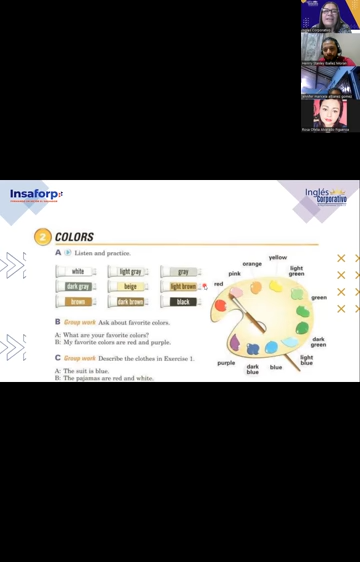 Inglés Corporativo
Insaforp
Inglés
Corporativo
2 COLORS
A Listen and practice.
white
light gray
gray
dark gray
beige
light brown
brown
dark brown
black
yellow
orange
light
green
pink
red
green
dark
green
light
blue
blue
dark
blue
purple
B Group work Ask about favorite colors.
A: What are your favorite colors?
B: My favorite colors are red and purple.
C Group work Describe the clothes in Exercise 1.
A: The suit is blue.
B: The pajamas are red and white.